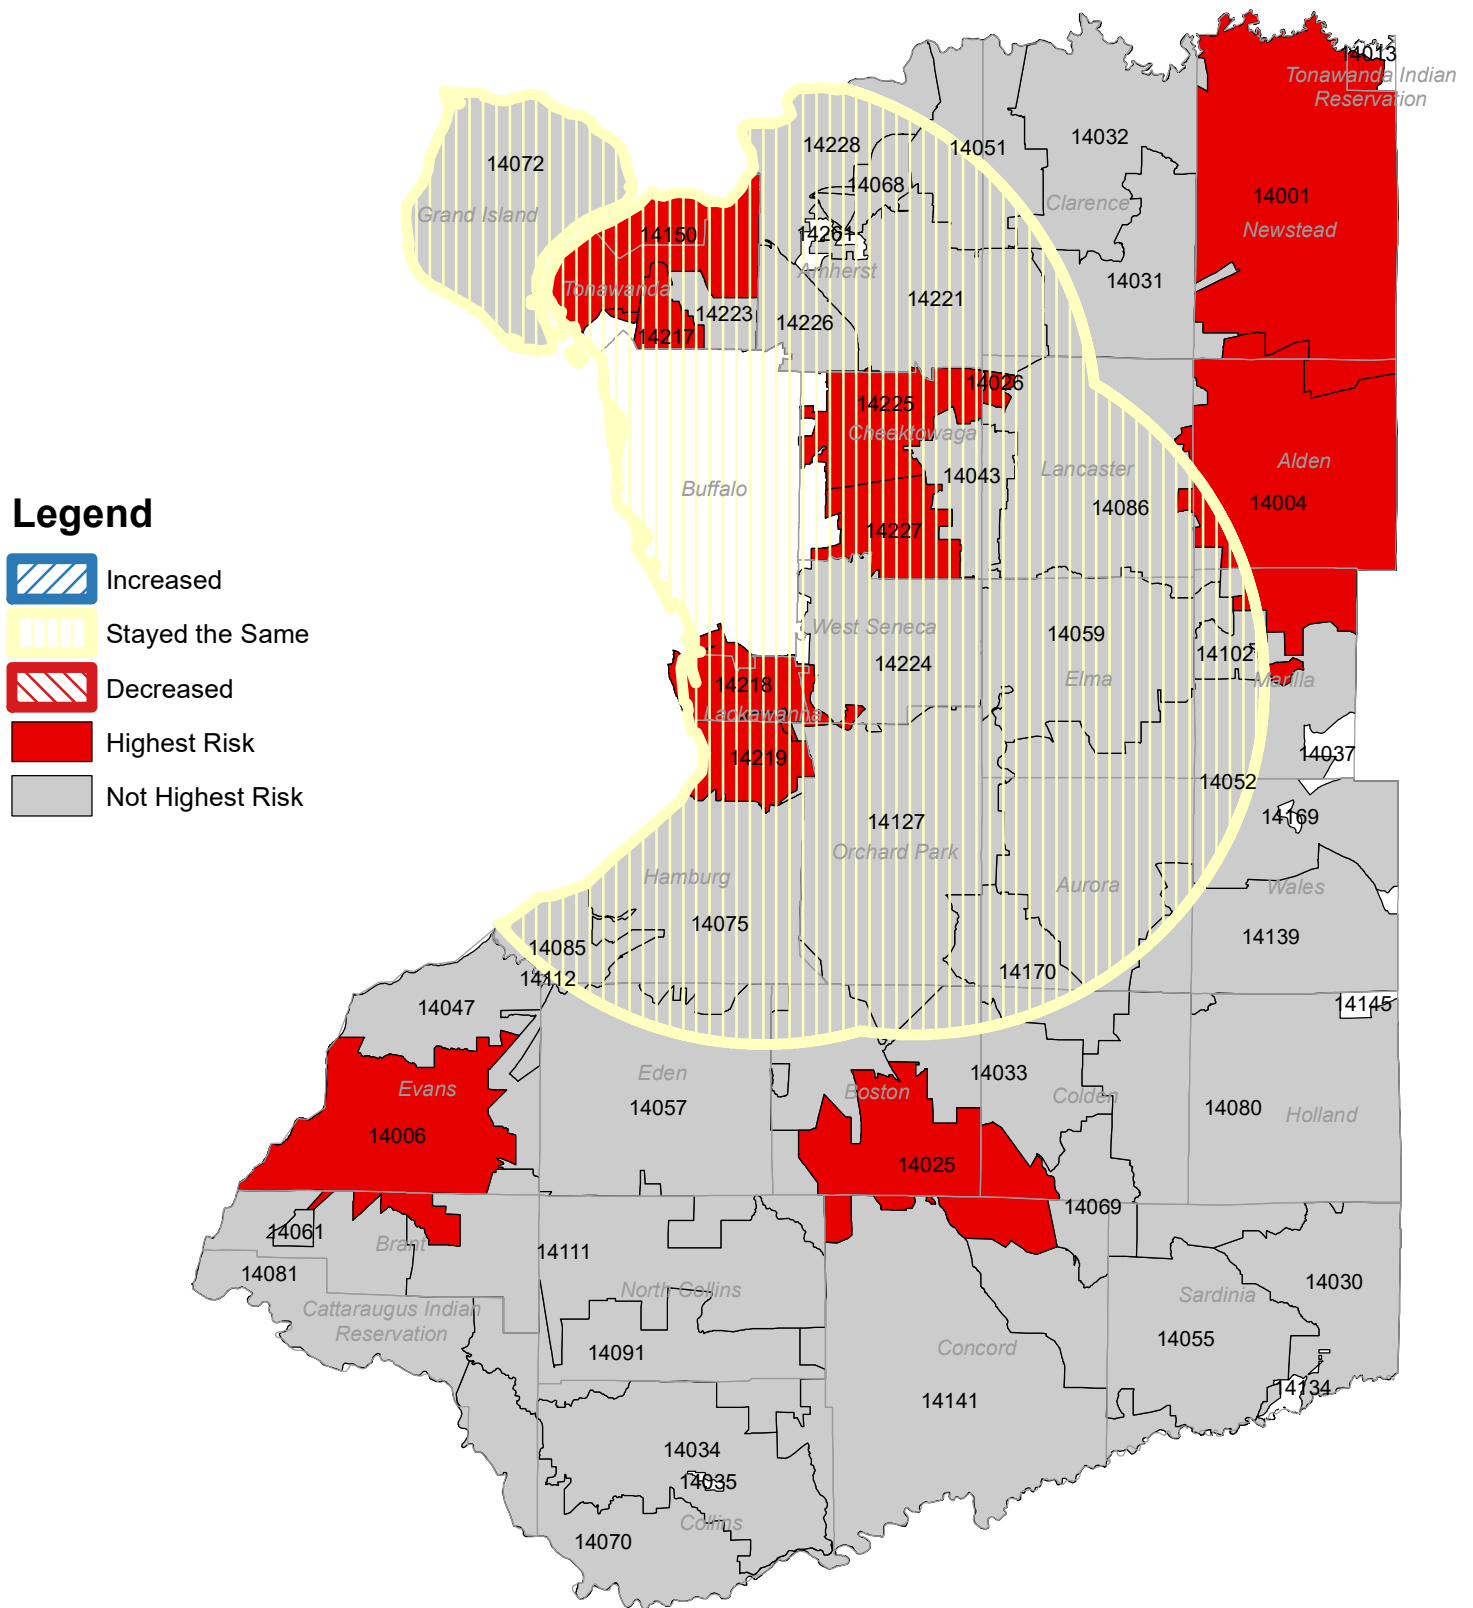 14013
Tonawanda Indian
Reservation
14228
14051
14032
14072
14068
14001
Clarence
Grand Island
Newstead
14150
14261
Amherst
14031
Tonawanda
14221
14223
14226
14217
14026
14225
Cheektowaga
Alden
Lancaster
14043
Buffalo
14004
14086
14227
Legend
Increased
Stayed the Same
Decreased
Highest Risk
Not Highest Risk
West Seneca
14059
14224
14102
Elma
Marilla
14218
Lackawanna
14037
14219
14052
14169
14127
Orchard Park
Hamburg
Aurora
Wales
14075
14139
14085
14170
14112
14047
14145
Eden
14033
Evans
Boston
Colden
14057
14080
Holland
14006
14025
14069
14061
Brant
14111
14081
14030
North Collins
Sardinia
Cattaraugus Indian
Reservation
14055
Concord
14091
14134
14141
14034
14035
Collins
14070